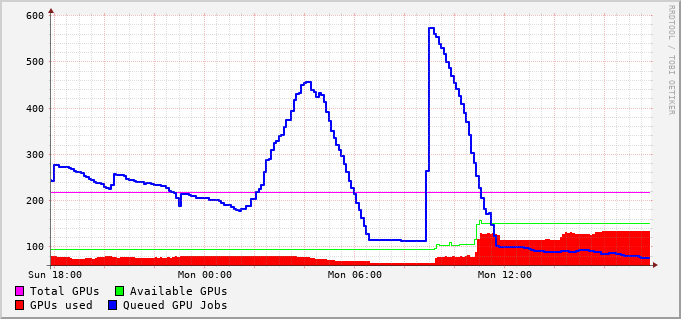 600
500
400
300
200
100
Sun 18:00 Mon 00:00 Mon 06:00 Mon 12:00
Total GPUs Available GPUs
GPUs used Queued GPU Jobs
RRDTOOL / TOBI OETIKER